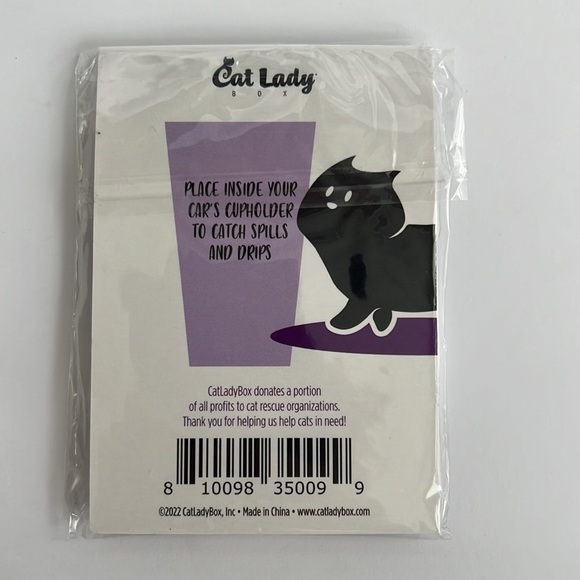 Cat Lady
BOX
PLACE INSIDE YOUR
CAR'S CUPHOLDER
TO CATCH SPILLS
AND DRIPS
CatLadyBox donates a portion
of all profits to cat rescue organizations.
Thank you for helping us help cats in need!
8 10098 35009 9
©2022 CatLadyBox, Inc • Made in China • www.catladybox.com